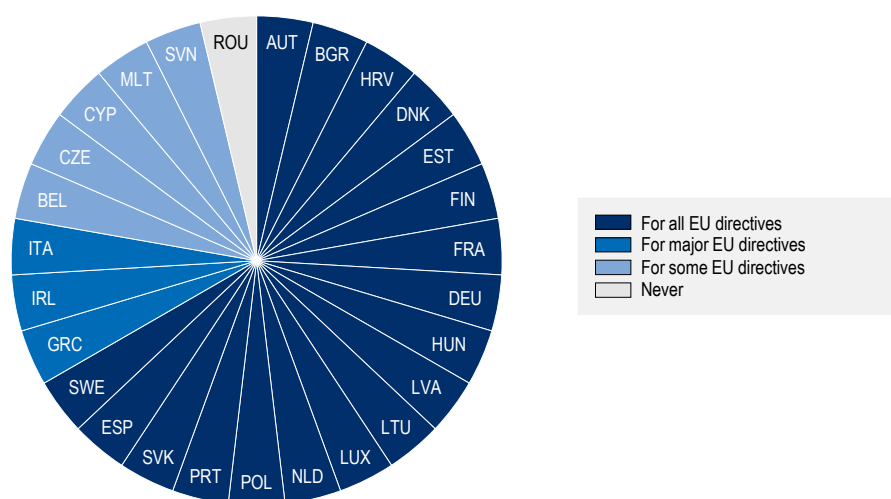 AUT
BGR
HRV
DNK
EST
FIN
FRA
DEU
HUN
LVA
LTU
LUX
NLD
POL
PRT
SVK
ESP
SWE
GRC
IRL
ITA
BEL
CZE
CYP
MLT
SVN
ROU
For all EU directives
For major EU directives
For some EU directives
Never